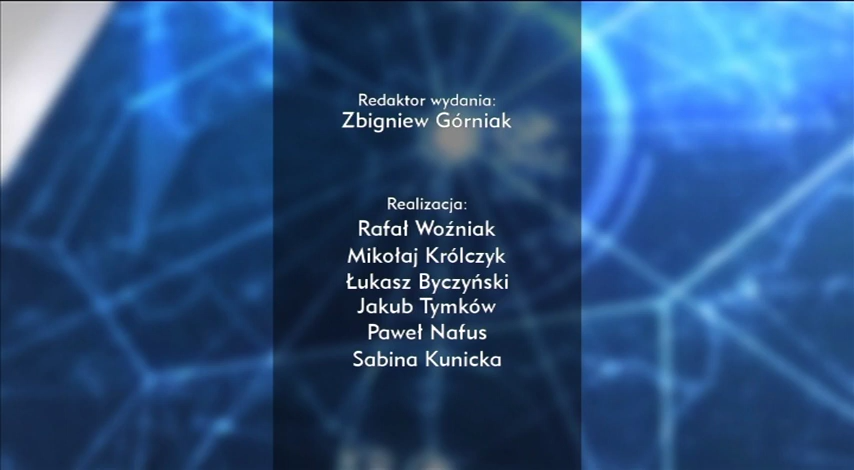 Redaktor wydania:
Zbigniew Górniak
Realizacja:
Rafał Woźniak
Mikołaj Królczyk
Łukasz Byczyński
Jakub Tymków
Paweł Nafus
Sabina Kunicka